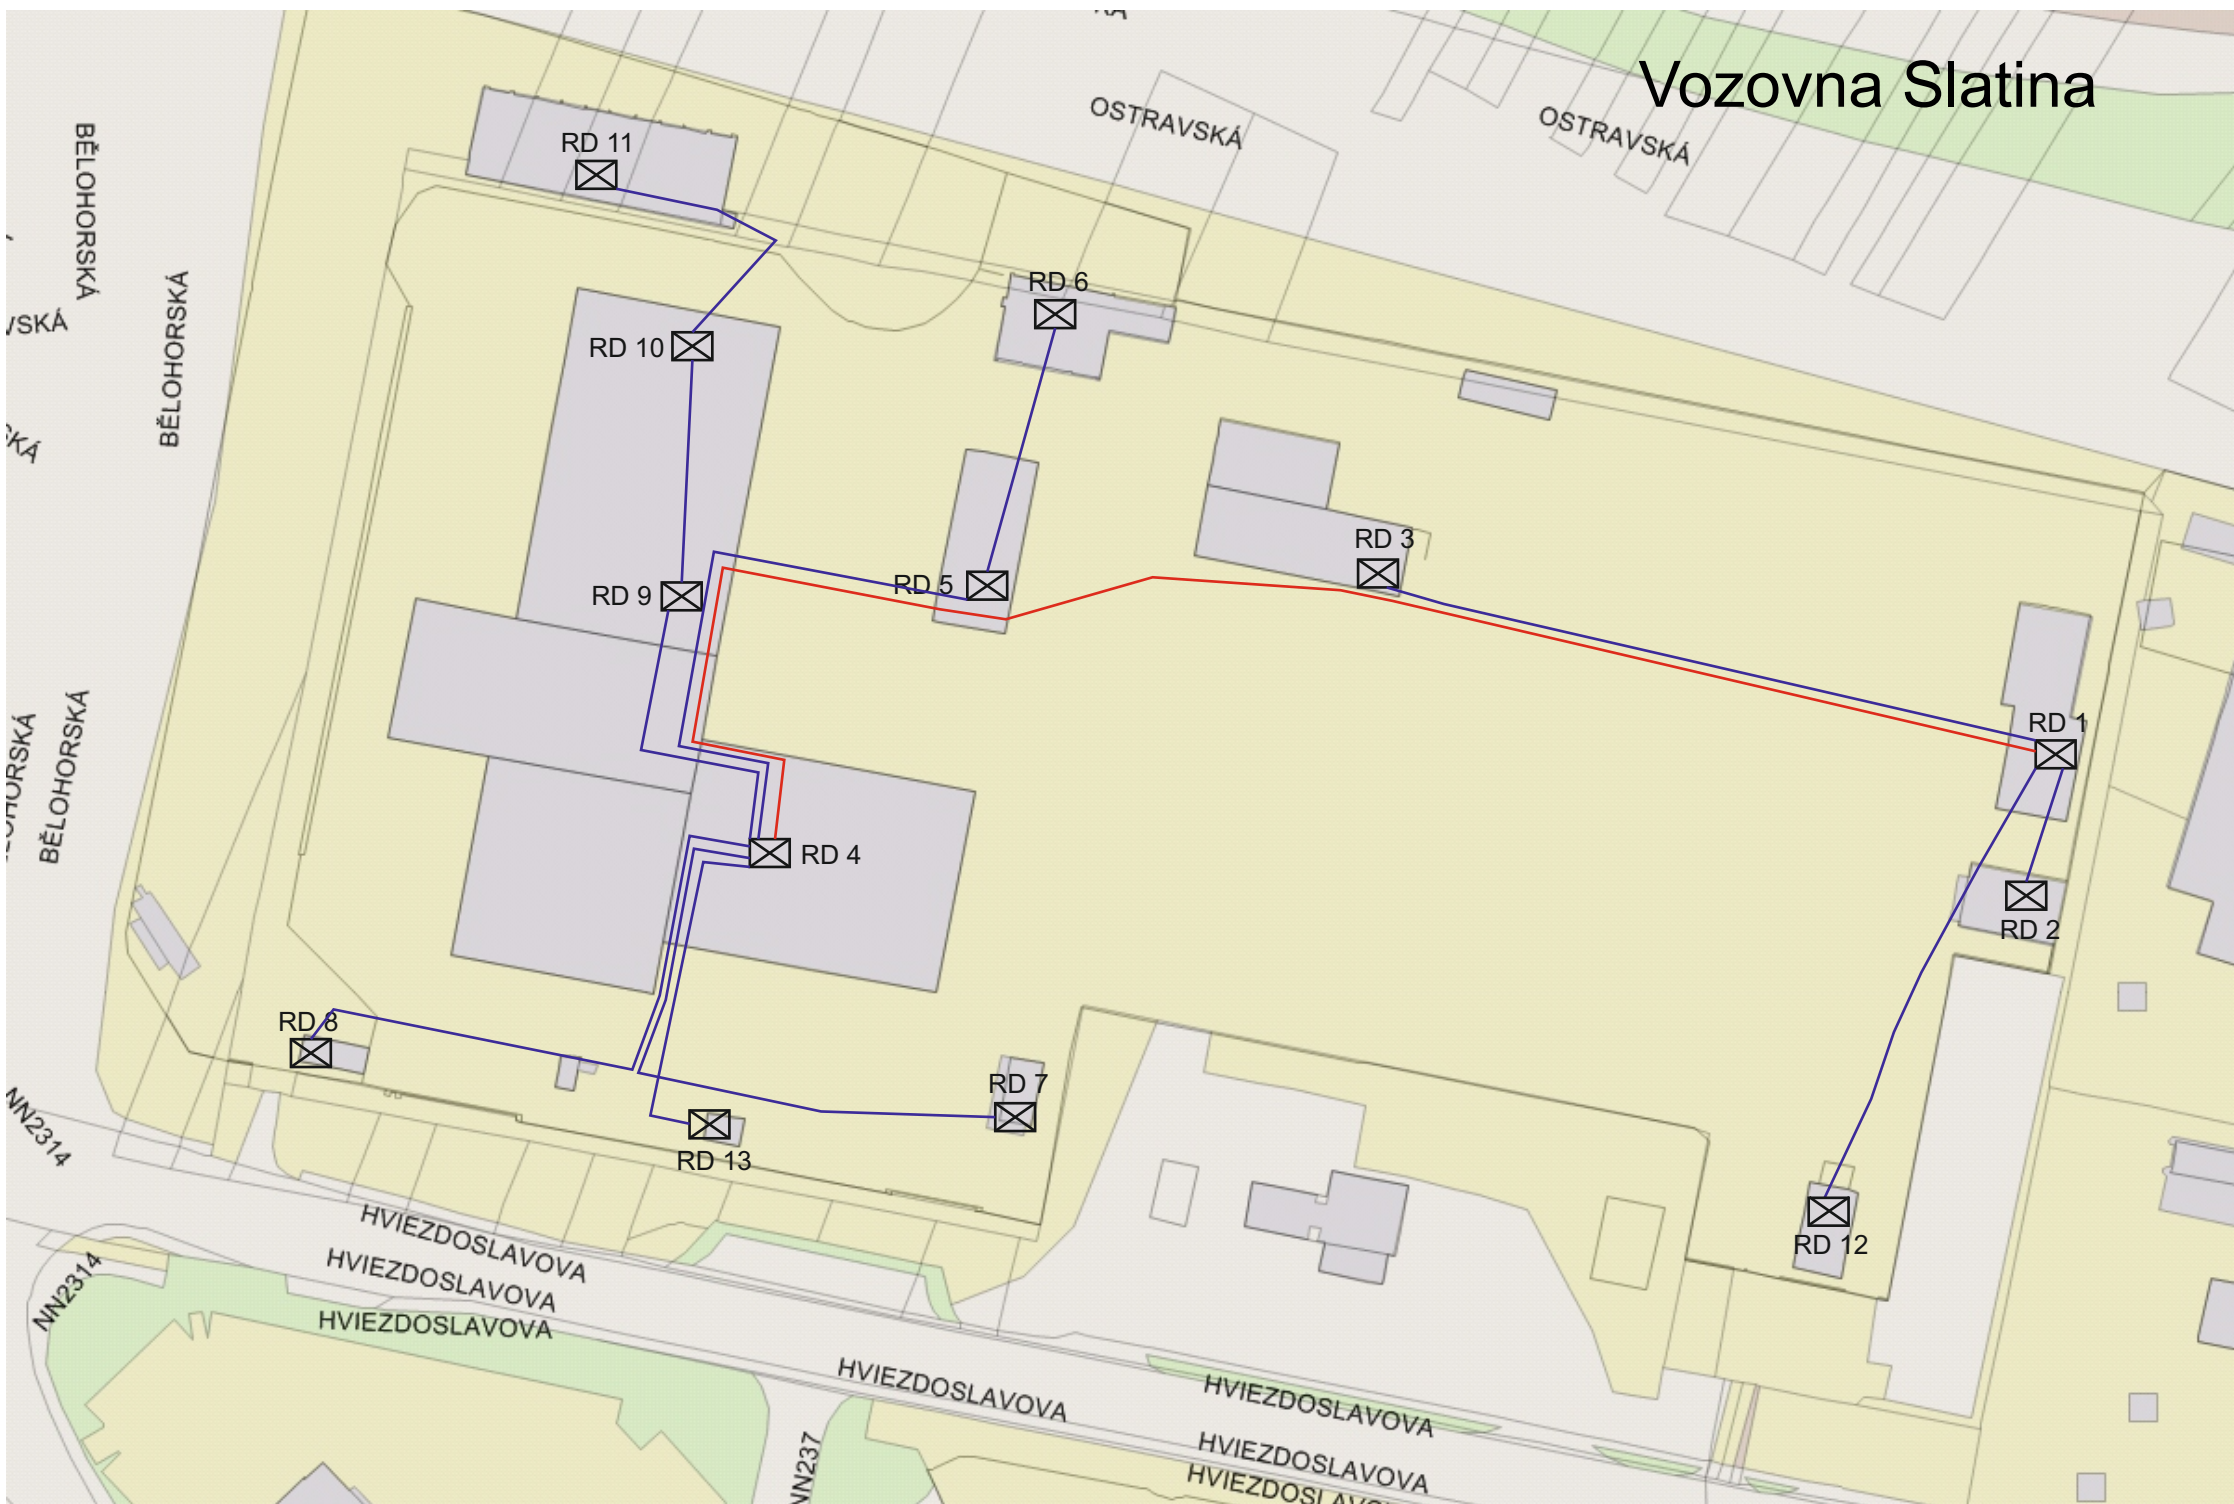 Vozovna Slatina
OSTRAVSKÁ
OSTRAVSKÁ
BĚLOHORSKÁ
BĚLOHORSKÁ
RD 11
RD 6
RD 10
RD 3
RD 5
RD 9
BĚLOHORSKÁ
RD 1
RD 4
RD 2
RD 8
RD 7
RD 13
NN2314
RD 12
HVIEZDOSLAVOVA
HVIEZDOSLAVOVA
HVIEZDOSLAVOVA
NN2314
HVIEZDOSLAVOVA
HVIEZDOSLAVOVA
HVIEZDOSLAVOVA
NN237